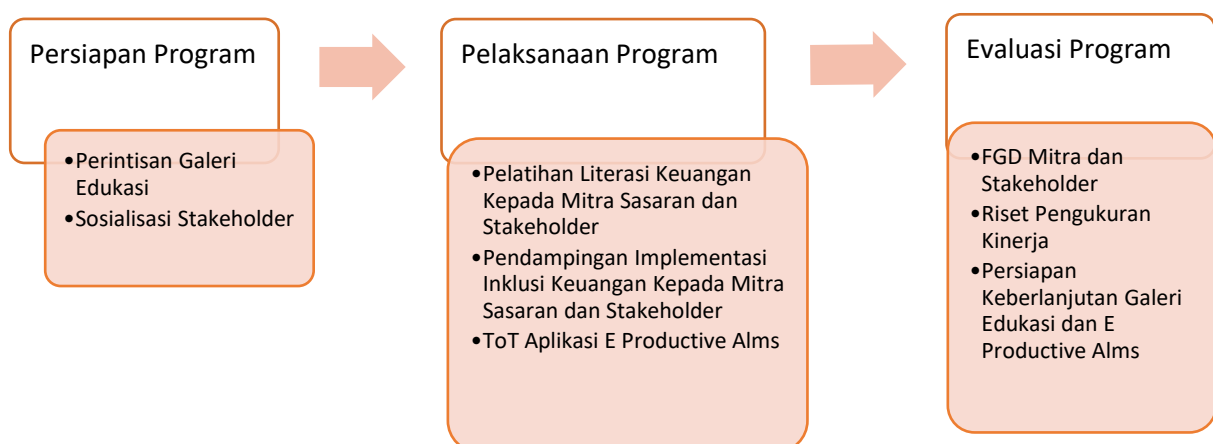 Persiapan Program
•Perintisan Galeri
Edukasi
•Sosialisasi Stakeholder
Pelaksanaan Program
•Pelatihan Literasi Keuangan
Kepada Mitra Sasaran dan
Stakeholder
•Pendampingan Implementasi
Inklusi Keuangan Kepada Mitra
Sasaran dan Stakeholder
•ToT Aplikasi E Productive Alms
Evaluasi Program
•FGD Mitra dan
Stakeholder
•Riset Pengukuran
Kinerja
•Persiapan
Keberlanjutan Galeri
Edukasi dan E
Productive Alms